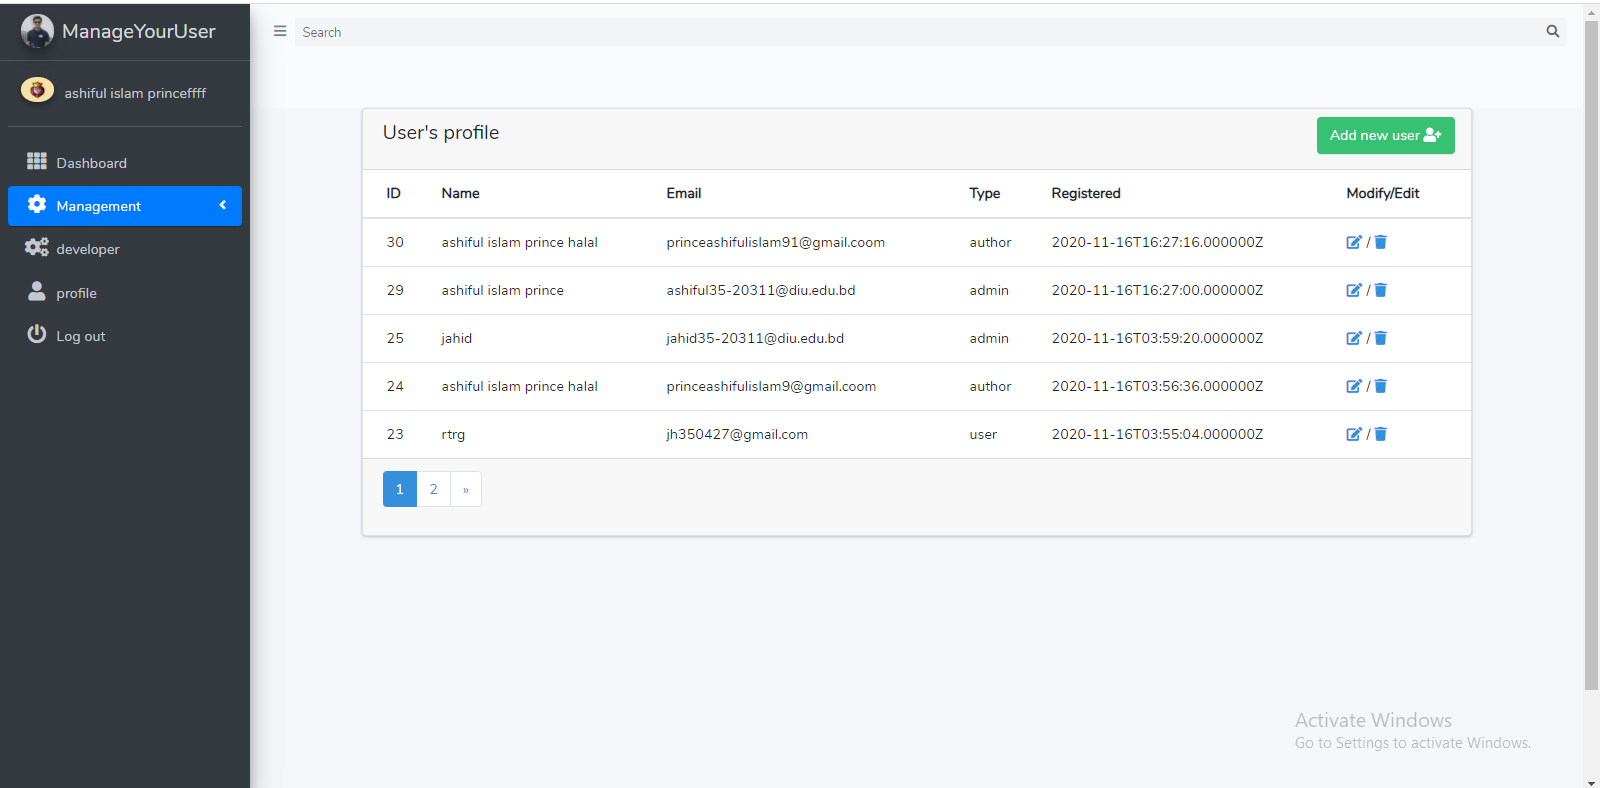 ManageYourUser
Search
ashiful islam princeffff
Dashboard
Management
developer
profile
Log out
User's profile
Add new user
ID Name Email Type Registered Modify/Edit
30 ashiful islam prince halal princeashifulislam91@gmail.coom author 2020-11-16T16:27:16.000000Z /
29 ashiful islam prince ashiful35-20311@diu.edu.bd admin 2020-11-16T16:27:00.000000Z /
25 jahid jahid35-20311@diu.edu.bd admin 2020-11-16T03:59:20.000000Z /
24 ashiful islam prince halal princeashifulislam9@gmail.coom author 2020-11-16T03:56:36.000000Z /
23 rtrg jh350427@gmail.com user 2020-11-16T03:55:04.000000Z /
1 2 »
Activate Windows
Go to Settings to activate Windows.